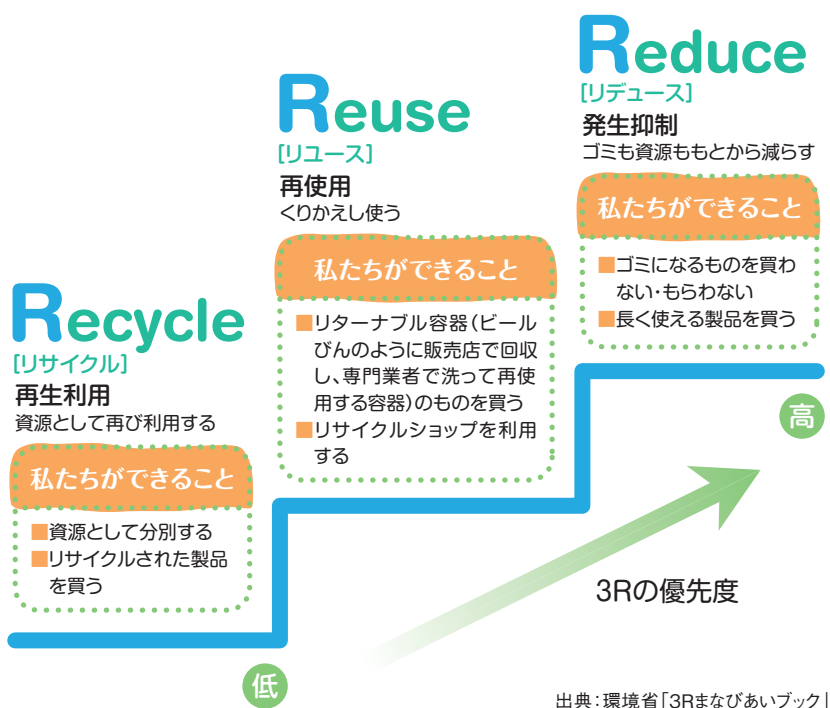 Reduce
[リデュース]
発生抑制
ゴミも資源ももとから減らす
私たちができること
■ゴミになるものを買わ
ない・もらわない
■長く使える製品を買う
Reuse
[リユース]
再使用
くりかえし使う
私たちができること
■リターナブル容器(ビール
びんのように販売店で回収
し、専門業者で洗って再使
用する容器)のものを買う
■リサイクルショップを利用
する
Recycle
[リサイクル]
再生利用
資源として再び利用する
私たちができること
■資源として分別する
■リサイクルされた製品
を買う
高
3Rの優先度
低
出典:環境省「3Rまなびあいブック」